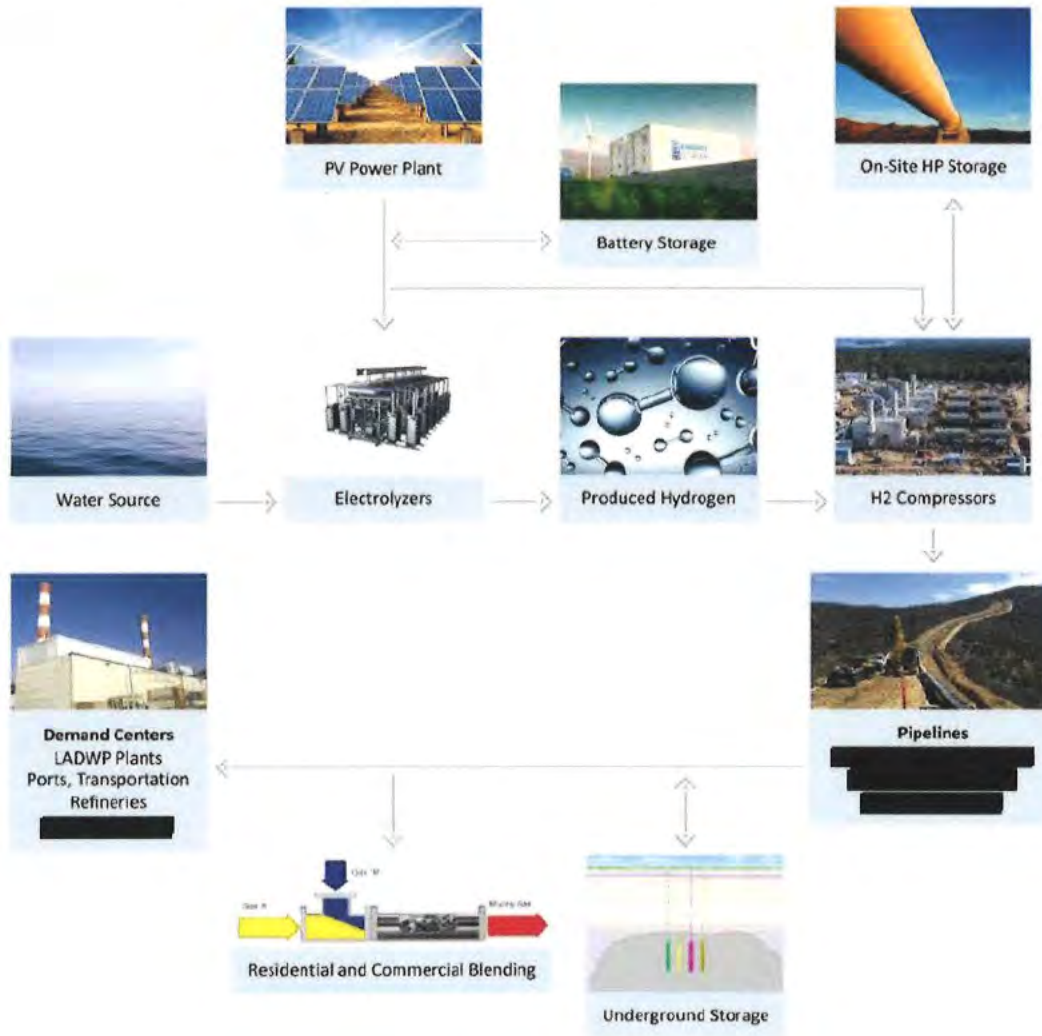 PV Power Plant
On-Site HP Storage
Battery Storage
Water Source
Electrolyzers
Produced Hydrogen
H2 Compressors
Demand Centers
LADWP Plants
Ports, Transportation
Refineries
Pipelines
Residential and Commercial Blending
Underground Storage